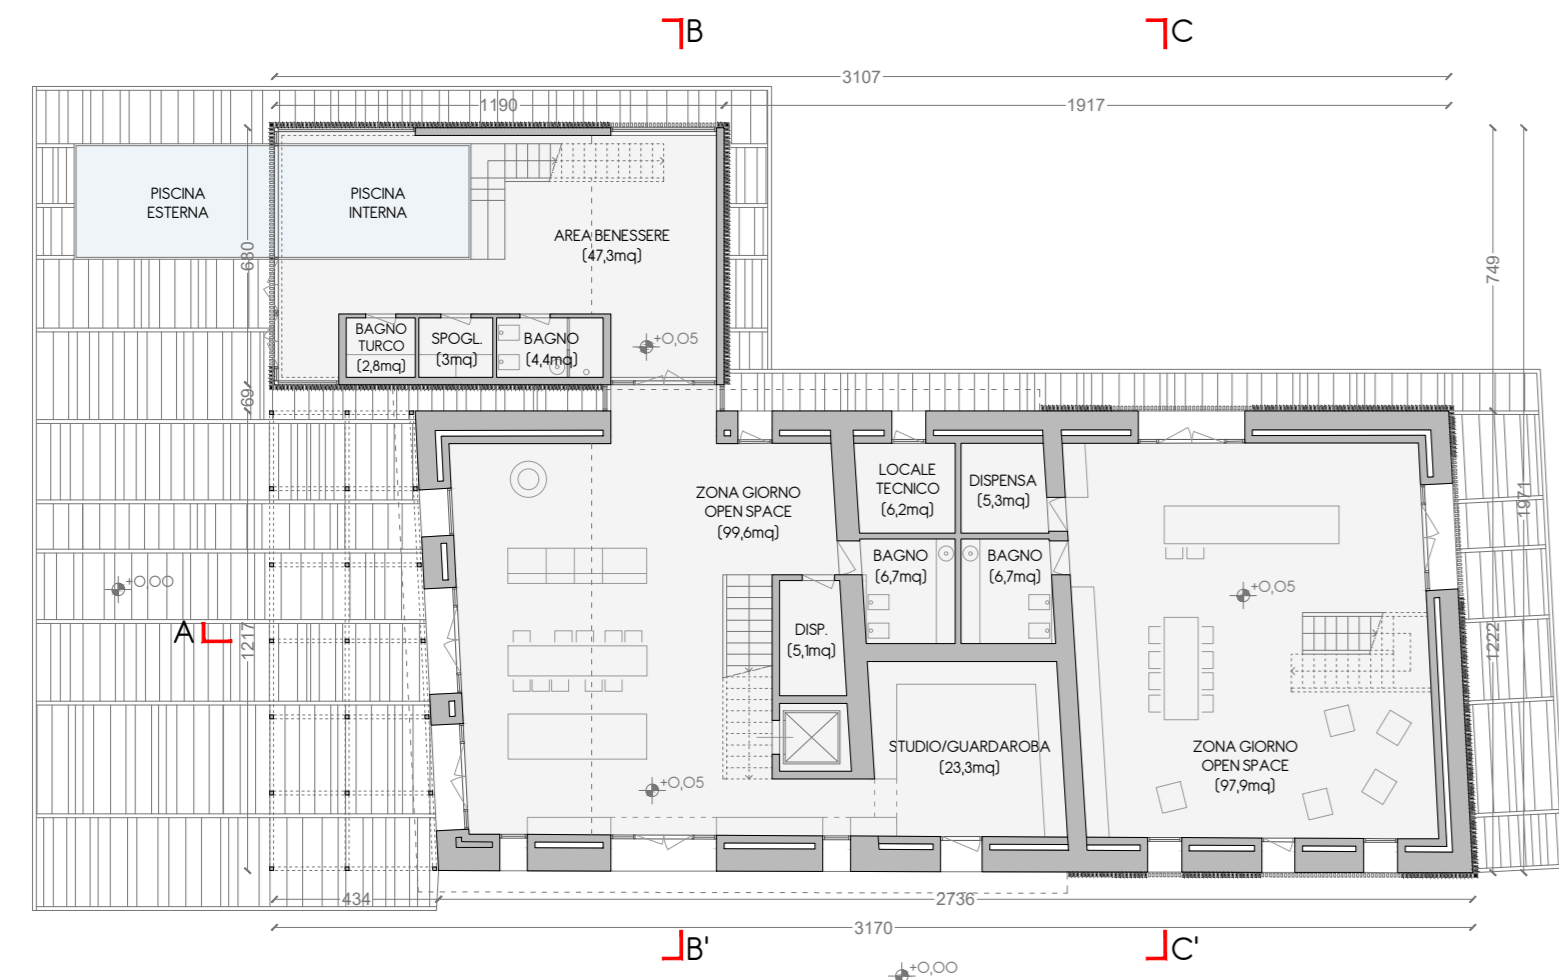 B
C
3107
1190
1917
PISCINA
ESTERNA
PISCINA
INTERNA
AREA BENESSERE
(47,3mq)
680
749
BAGNO
TURCO
(2,8mq)
SPOGL.
(3mq)
BAGNO
(4,4mq)
+0,05
69
ZONA GIORNO
OPEN SPACE
(99,6mq)
LOCALE
TECNICO
(6,2mq)
DISPENSA
(5,3mq)
1971
BAGNO
(6,7mq)
BAGNO
(6,7mq)
+0,00
+0,05
A
1217
DISP.
(5,1mq)
1222
STUDIO/GUARDAROBA
(23,3mq)
ZONA GIORNO
OPEN SPACE
(97,9mq)
+0,05
434
2736
3170
B'
C'
+0,00